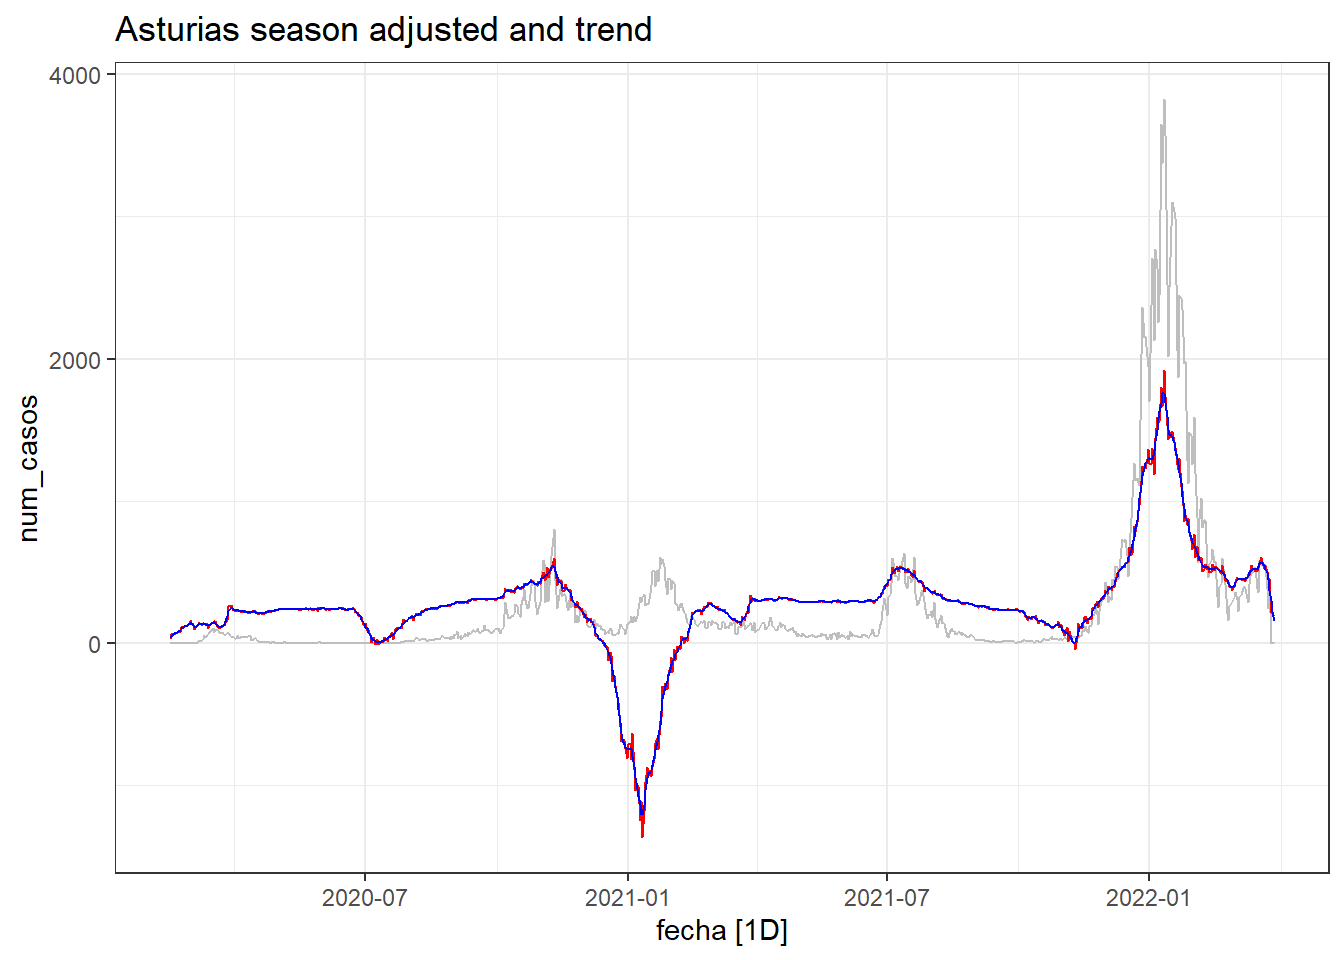 Asturias season adjusted and trend
4000
2000
0
num_casos
2020-07
2021-01
2021-07
2022-01
fecha [1D]